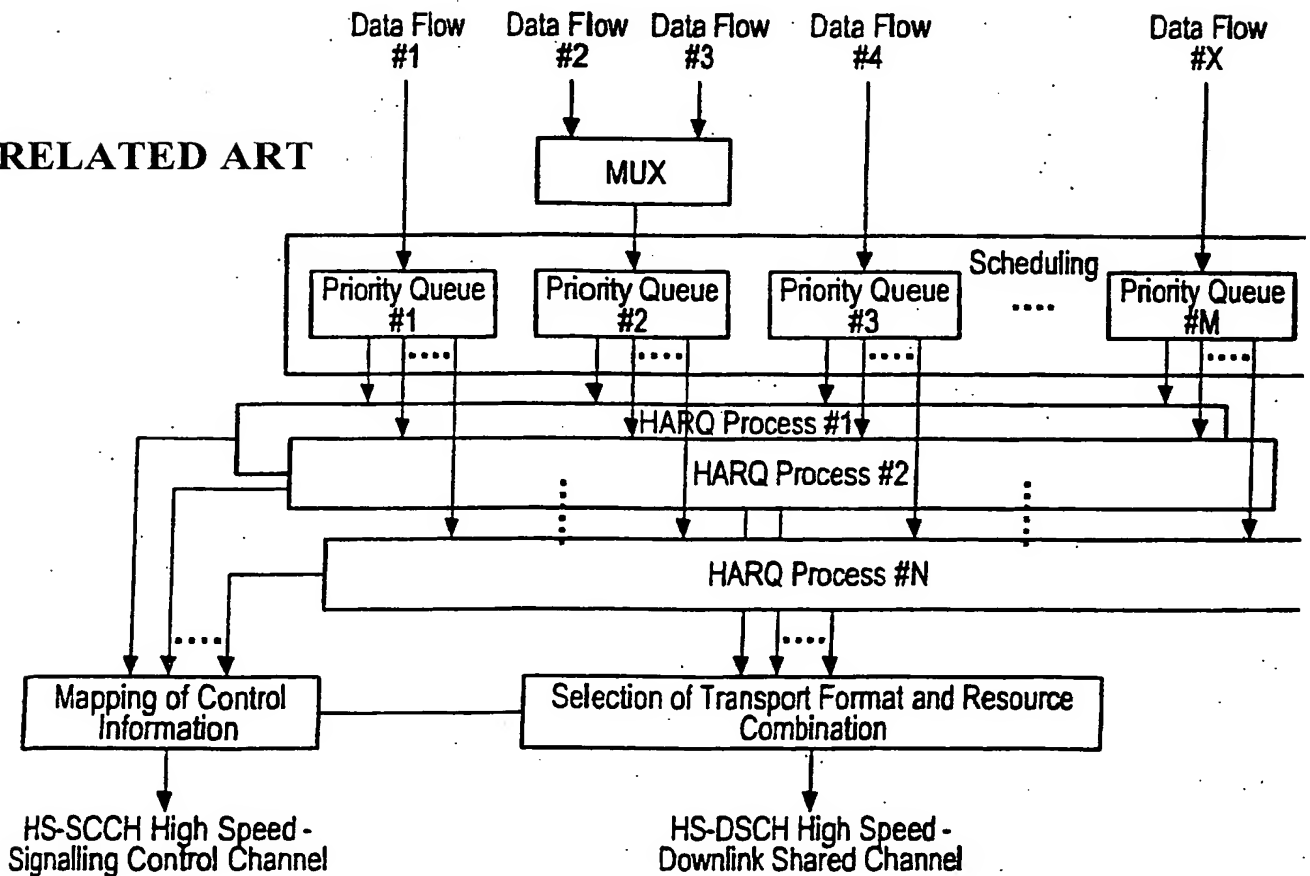 Data Flow #1
Data Flow #2
Data Flow #3
Data Flow #4
Data Flow #X
RELATED ART
MUX
Scheduling
Priority Queue #1
Priority Queue #2
Priority Queue #3
Priority Queue #M
HARQ Process #1
HARQ Process #2
HARQ Process #N
Mapping of Control
Information
Selection of Transport Format and Resource
Combination
HS-SCCH High Speed -
Signalling Control Channel
HS-DSCH High Speed -
Downlink Shared Channel